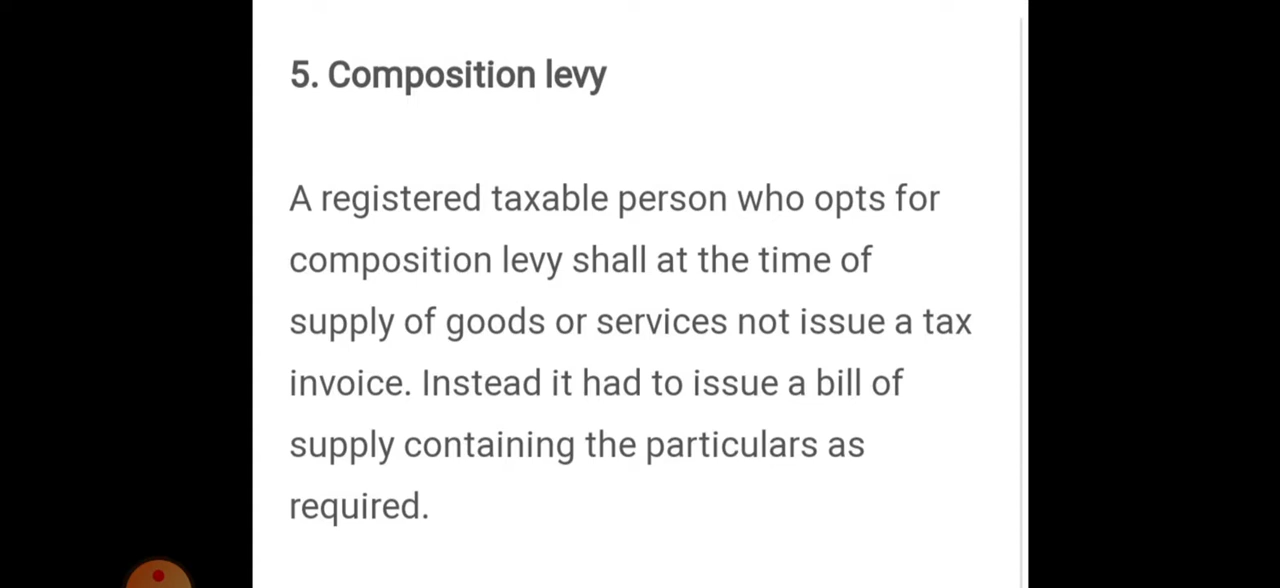 5. Composition levy
A registered taxable person who opts for
composition levy shall at the time of
supply of goods or services not issue a tax
invoice. Instead it had to issue a bill of
supply containing the particulars as
required.